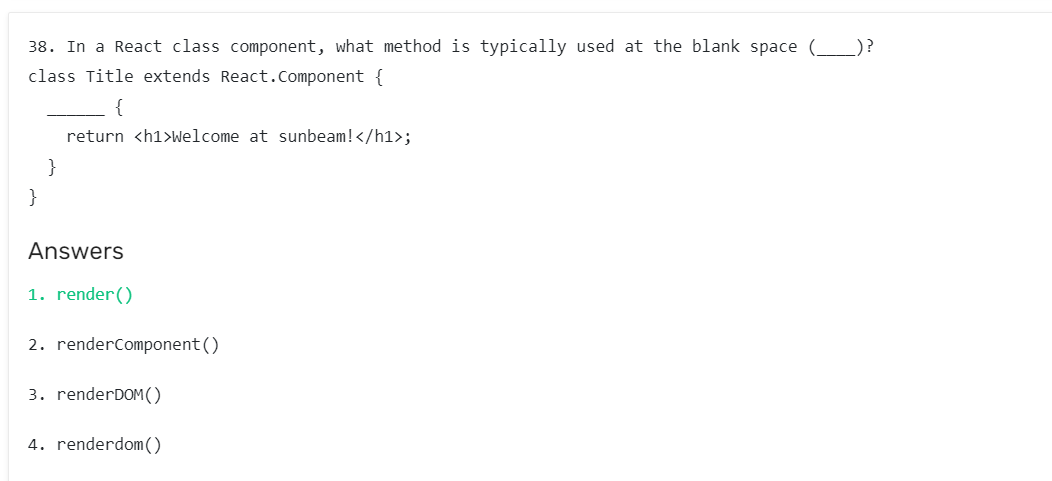 38. In a React class component, what method is typically used at the blank space (____)?
class Title extends React.Component {
______ {
return <h1>Welcome at sunbeam!</h1>;
}
}
Answers
1. render()
2. renderComponent()
3. renderDOM()
4. renderdom()